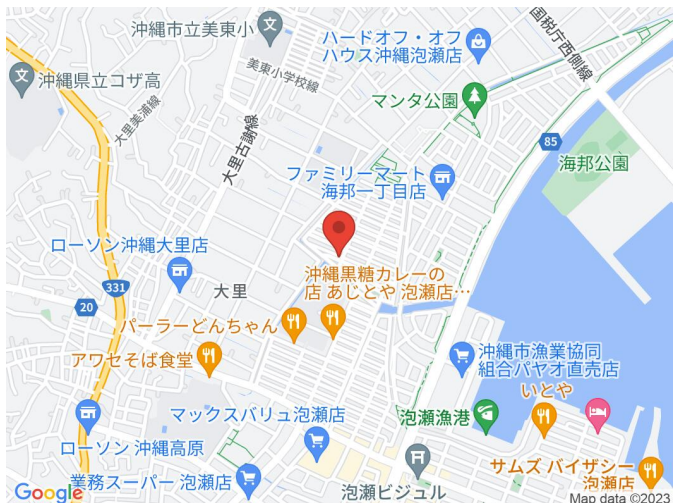 沖縄市立美東小
ハードオフ・オフ
ハウス沖縄泡瀬店
国税庁西側線
沖縄県立コザ高
美東小学校線
大里美浦線
マンタ公園
大里古謝線
85
海邦公園
ファミリーマート
海邦一丁目店
ローソン沖縄大里店
331
大里
沖縄黒糖カレーの
店 あじとや 泡瀬店…
20
パーラーどんちゃん
アワセそば食堂
沖縄市漁業協同
組合パヤオ直売店
いとや
マックスバリュ泡瀬店
泡瀬漁港
ローソン 沖縄高原
サムズ バイザシー
泡瀬店
業務スーパー 泡瀬店
泡瀬ビジュル
Google
Map data ©2023